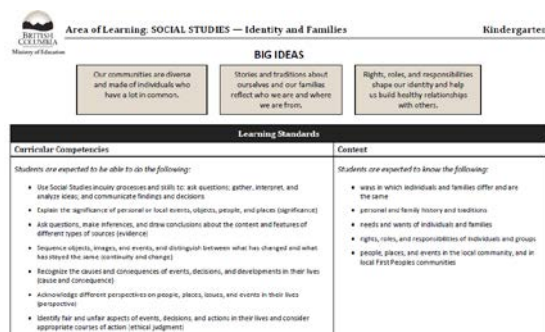 BRITISH
COLUMBIA
Ministry of Education
Area of Learning: SOCIAL STUDIES — Identity and Families
Kindergarten
BIG IDEAS
Our communities are diverse
and made of individuals who
have a lot in common.
Stories and traditions about
ourselves and our families
reflect who we are and where
we are from.
Rights, roles, and responsibilities
shape our identity and help
us build healthy relationships
with others.
Learning Standards
Curricular Competencies
Students are expected to be able to do the following:
• Use Social Studies inquiry processes and skills to: ask questions; gather, interpret, and
analyze ideas; and communicate findings and decisions
• Explain the significance of personal or local events, objects, people, and places (significance)
• Ask questions, make inferences, and draw conclusions about the content and features of
different types of sources (evidence)
• Sequence objects, images, and events, and distinguish between what has changed and what
has stayed the same (continuity and change)
• Recognize the causes and consequences of events, decisions, and developments in their lives
(cause and consequence)
• Acknowledge different perspectives on people, places, issues, and events in their lives
(perspective)
• Identify fair and unfair aspects of events, decisions, and actions in their lives and consider
appropriate courses of action (ethical judgment)
Content
Students are expected to know the following:
• ways in which individuals and families differ and are
the same
• personal and family history and traditions
• needs and wants of individuals and families
• rights, roles, and responsibilities of individuals and groups
• people, places, and events in the local community, and in
local First Peoples communities